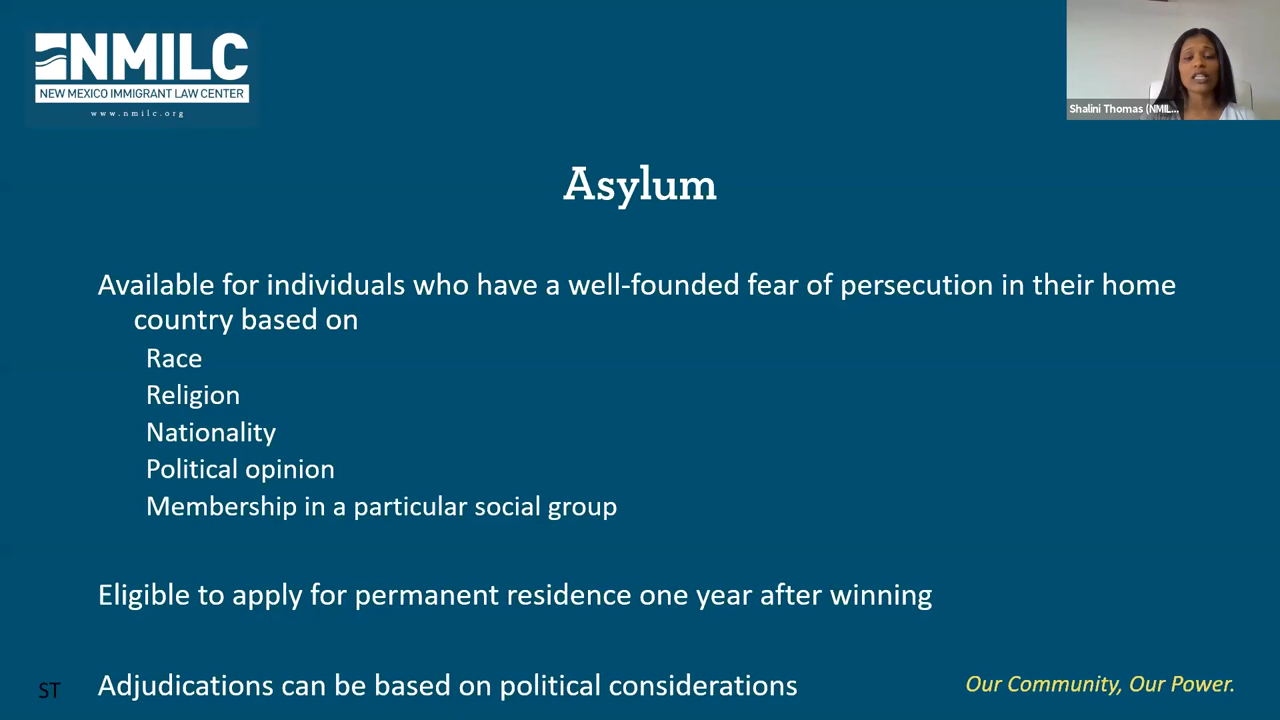 NMILC
NEW MEXICO IMMIGRANT LAW CENTER
www.nmilc.org
Shalini Thomas (NMIL...
Asylum
Available for individuals who have a well-founded fear of persecution in their home
country based on
Race
Religion
Nationality
Political opinion
Membership in a particular social group
Eligible to apply for permanent residence one year after winning
ST
Adjudications can be based on political considerations
Our Community, Our Power.